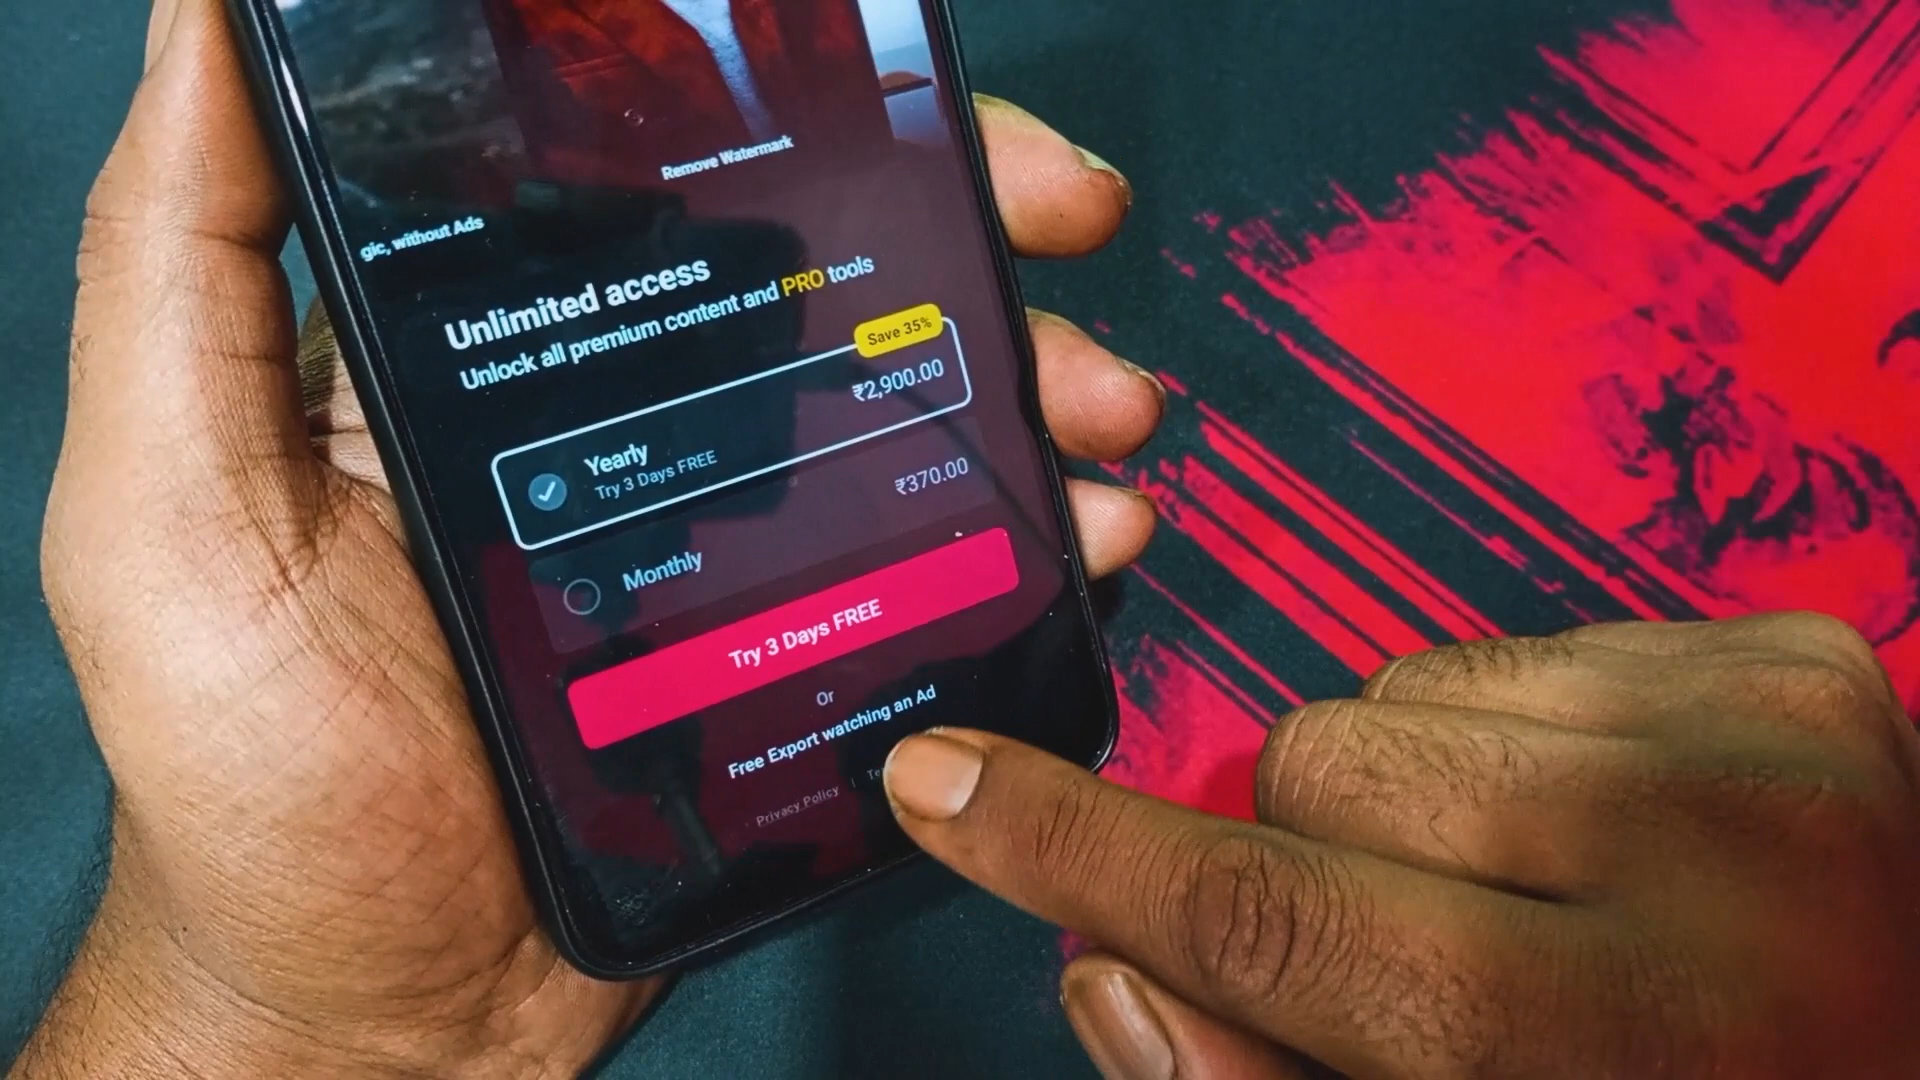 Remove Watermark
gic, without Ads
Unlimited access
Unlock all premium content and PRO tools
Save 35%
₹2,900.00
Yearly
Try 3 Days FREE
₹370.00
Monthly
Try 3 Days FREE
Or
Free Export watching an Ad
Privacy Policy |